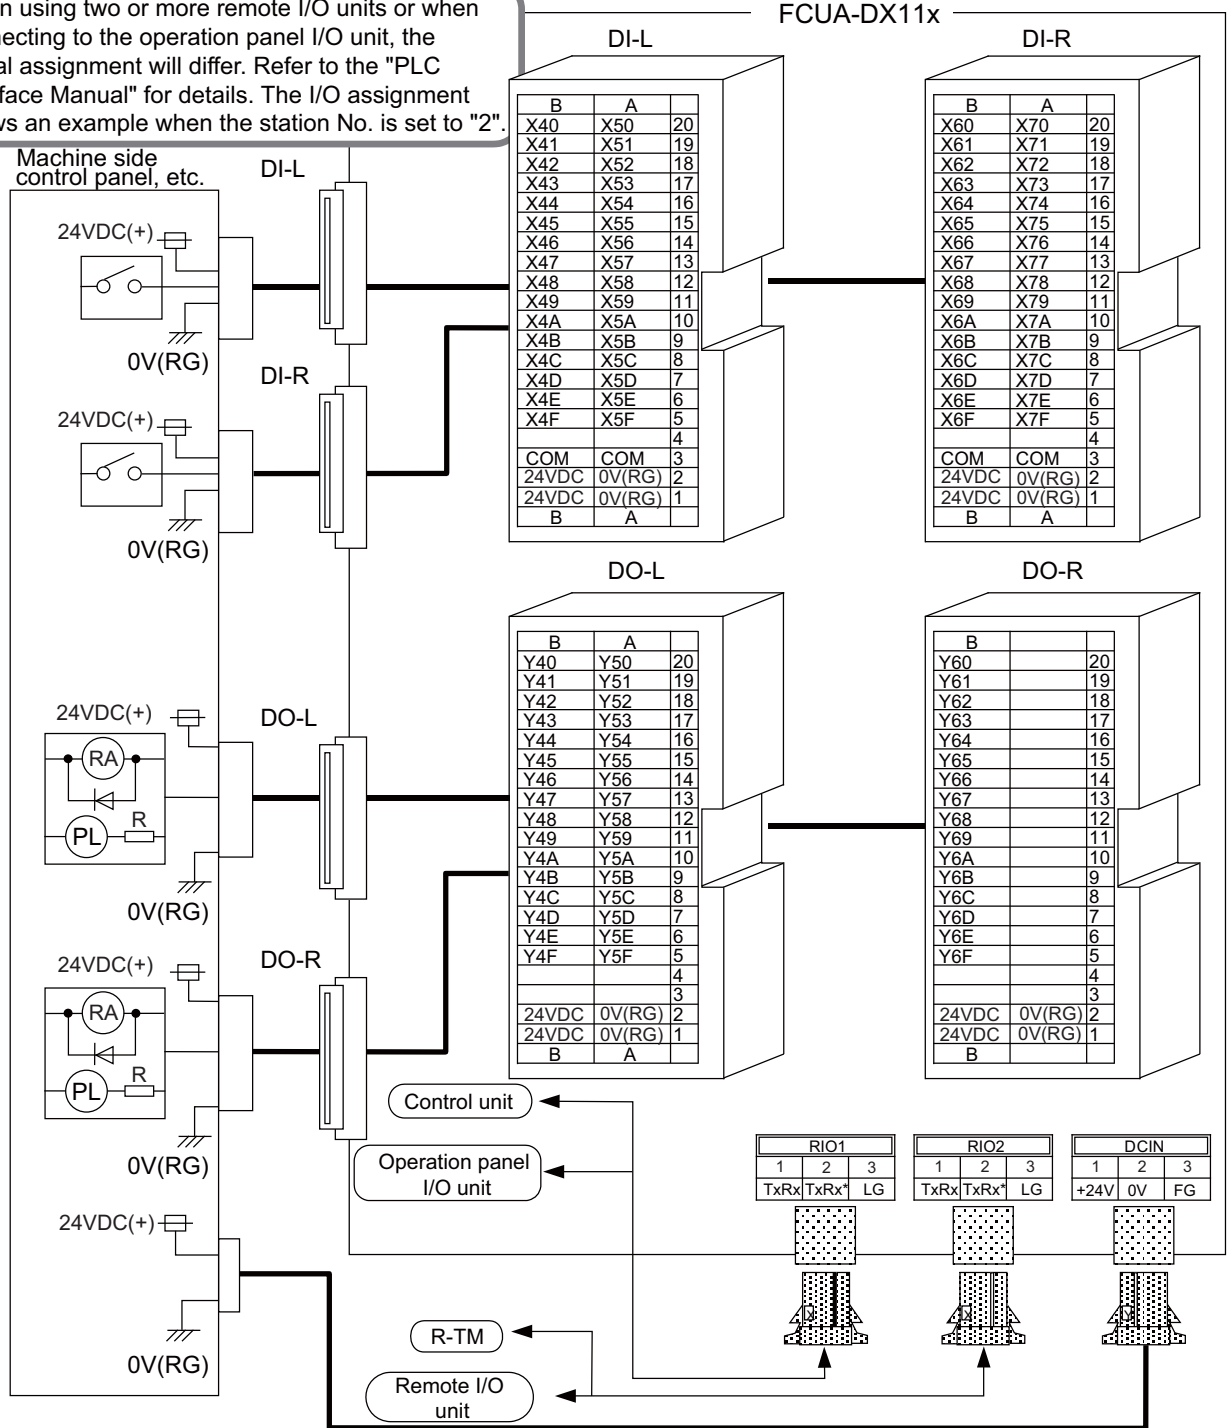 n using two or more remote I/O units or when
necting to the operation panel I/O unit, the
al assignment will differ. Refer to the "PLC
face Manual" for details. The I/O assignment
ws an example when the station No. is set to "2".
FCUA-DX11x
DI-L
DI-R
B A
X40 X50 20
X41 X51 19
X42 X52 18
X43 X53 17
X44 X54 16
X45 X55 15
X46 X56 14
X47 X57 13
X48 X58 12
X49 X59 11
X4A X5A 10
X4B X5B 9
X4C X5C 8
X4D X5D 7
X4E X5E 6
X4F X5F 5
4
COM COM 3
24VDC 0V(RG) 2
24VDC 0V(RG) 1
B A
B A
X60 X70 20
X61 X71 19
X62 X72 18
X63 X73 17
X64 X74 16
X65 X75 15
X66 X76 14
X67 X77 13
X68 X78 12
X69 X79 11
X6A X7A 10
X6B X7B 9
X6C X7C 8
X6D X7D 7
X6E X7E 6
X6F X7F 5
4
COM COM 3
24VDC 0V(RG) 2
24VDC 0V(RG) 1
B A
Machine side
control panel, etc.
DI-L
24VDC(+)
0V(RG)
DI-R
24VDC(+)
0V(RG)
DO-L
DO-R
B A
Y40 Y50 20
Y41 Y51 19
Y42 Y52 18
Y43 Y53 17
Y44 Y54 16
Y45 Y55 15
Y46 Y56 14
Y47 Y57 13
Y48 Y58 12
Y49 Y59 11
Y4A Y5A 10
Y4B Y5B 9
Y4C Y5C 8
Y4D Y5D 7
Y4E Y5E 6
Y4F Y5F 5
4
3
24VDC 0V(RG) 2
24VDC 0V(RG) 1
B A
B
Y60 20
Y61 19
Y62 18
Y63 17
Y64 16
Y65 15
Y66 14
Y67 13
Y68 12
Y69 11
Y6A 10
Y6B 9
Y6C 8
Y6D 7
Y6E 6
Y6F 5
4
3
24VDC 0V(RG) 2
24VDC 0V(RG) 1
B
24VDC(+)
DO-L
RA
PL
R
0V(RG)
24VDC(+)
DO-R
RA
PL
R
0V(RG)
24VDC(+)
0V(RG)
Control unit
Operation panel
I/O unit
RIO1
1 2 3
TxRx TxRx* LG
RIO2
1 2 3
TxRx TxRx* LG
DCIN
1 2 3
+24V 0V FG
X
X
X
R-TM
Remote I/O
unit